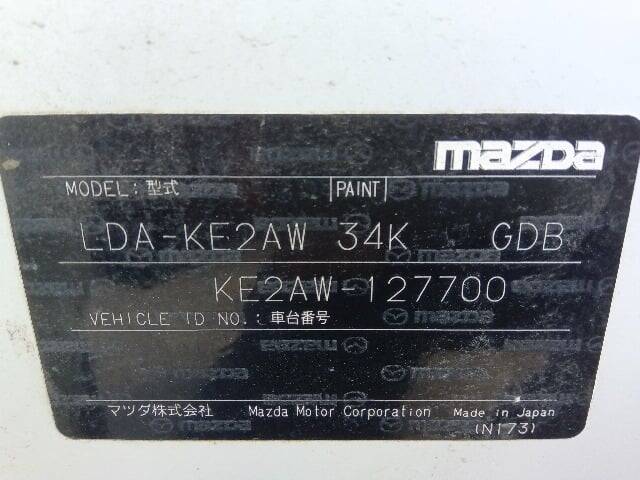 mazda
MODEL: 型式 PAINT
LDA-KE2AW 34K GDB
KE2AW-127700
VEHICLE ID NO.: 車台番号
マツダ株式会社 Mazda Motor Corporation Made in Japan
(N173)